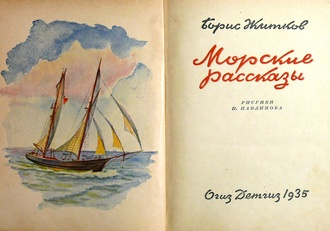 Борис Житков
Морские
рассказы
РИСУНКИ
П. ПАВЛИНОВА
Огиз Детгиз 1935